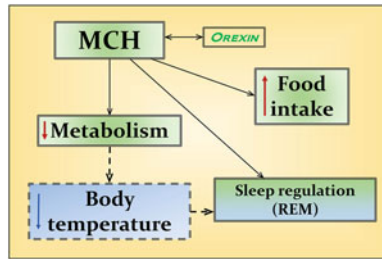 MCH
OREXIN
Food
intake
Metabolism
Body
temperature
Sleep regulation
(REM)